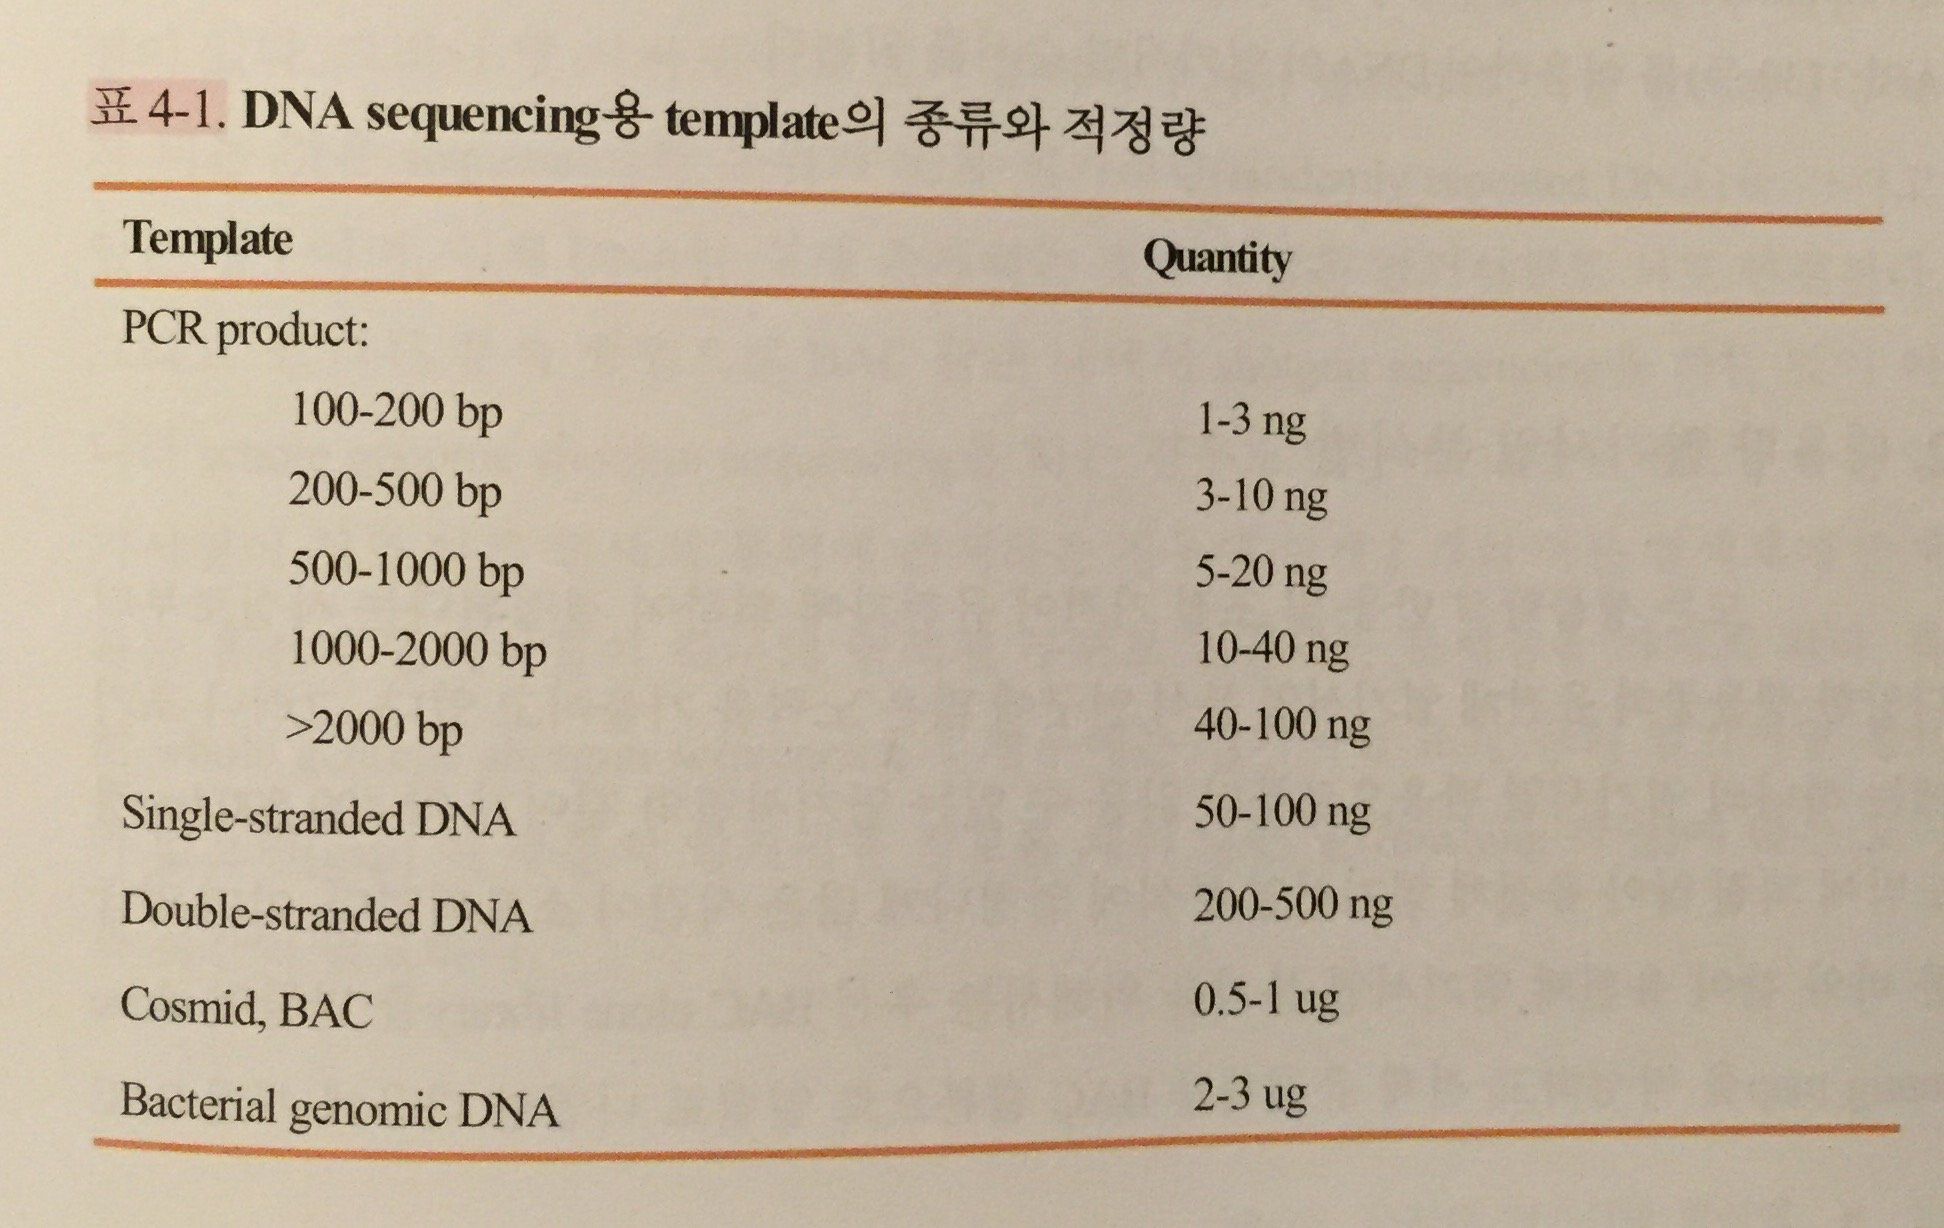 표 4-1. DNA sequencing용 template의 종류와 적정량
Template Quantity
PCR product:
100-200 bp 1-3 ng
200-500 bp 3-10 ng
500-1000 bp 5-20 ng
1000-2000 bp 10-40 ng
>2000 bp 40-100 ng
Single-stranded DNA 50-100 ng
Double-stranded DNA 200-500 ng
Cosmid, BAC 0.5-1 ug
Bacterial genomic DNA 2-3 ug